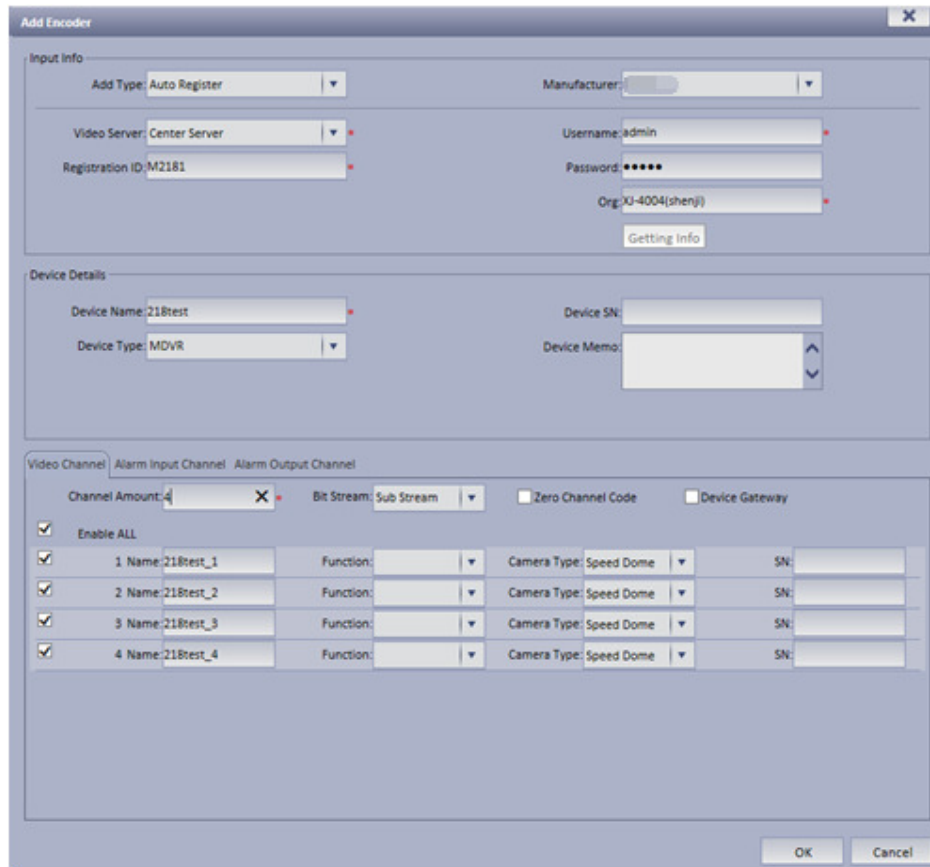 Add Encoder
Input Info
Add Type: Auto Register Manufacturer:
Video Server: Center Server * Username: admin *
Registration ID: M2181 * Password: •••••
Org: XJ-4004(shenji) *
Getting Info
Device Details
Device Name: 218test * Device SN:
Device Type: MDVR Device Memo:
Video Channel Alarm Input Channel Alarm Output Channel
Channel Amount: 4 * Bit Stream: Sub Stream Zero Channel Code Device Gateway
Enable ALL
1 Name: 218test_1 Function: Camera Type: Speed Dome SN:
2 Name: 218test_2 Function: Camera Type: Speed Dome SN:
3 Name: 218test_3 Function: Camera Type: Speed Dome SN:
4 Name: 218test_4 Function: Camera Type: Speed Dome SN:
OK Cancel